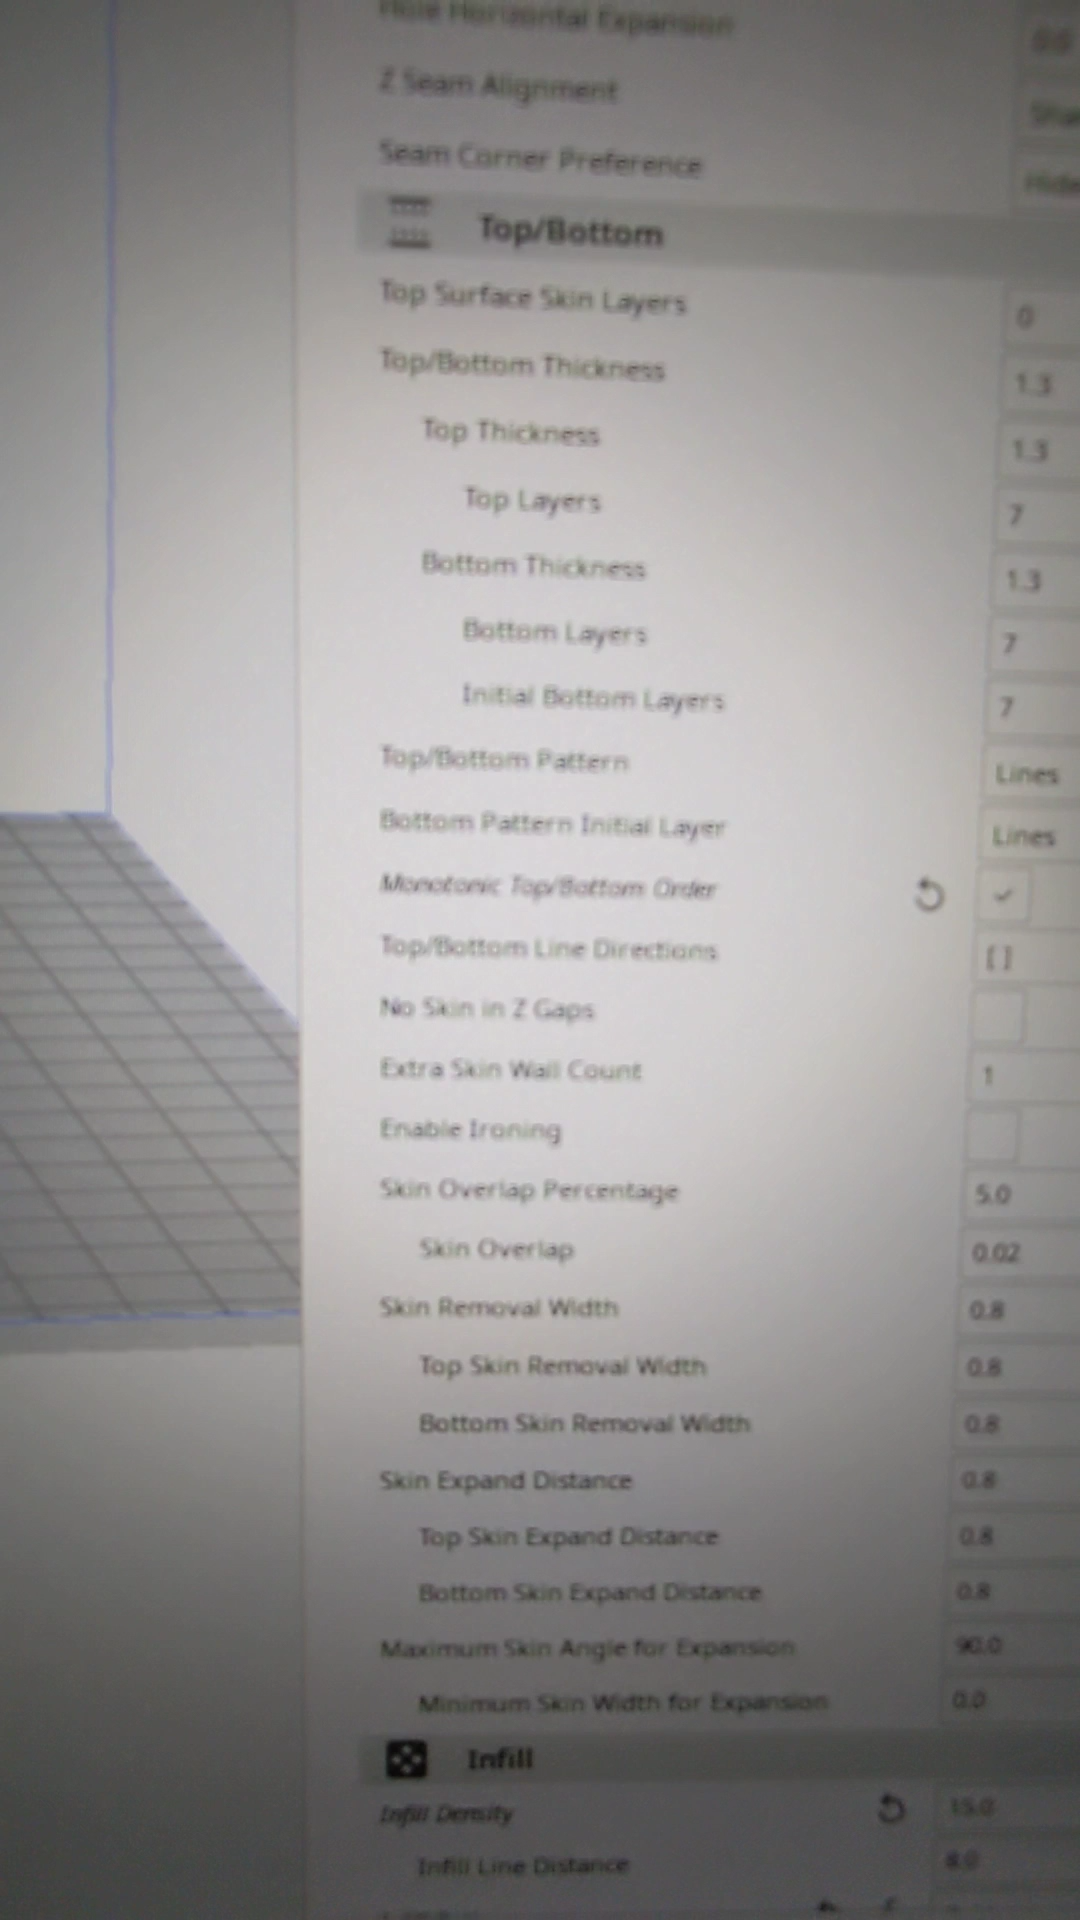 Hole Horizontal Expansion
Z Seam Alignment
Seam Corner Preference
Top/Bottom
Top Surface Skin Layers 0
Top/Bottom Thickness 1.3
Top Thickness 1.3
Top Layers 7
Bottom Thickness 1.3
Bottom Layers 7
Initial Bottom Layers 7
Top/Bottom Pattern Lines
Bottom Pattern Initial Layer Lines
Monotonic Top/Bottom Order
Top/Bottom Line Directions [ ]
No Skin in Z Gaps
Extra Skin Wall Count 1
Enable Ironing
Skin Overlap Percentage 5.0
Skin Overlap 0.02
Skin Removal Width 0.8
Top Skin Removal Width 0.8
Bottom Skin Removal Width 0.8
Skin Expand Distance 0.8
Top Skin Expand Distance 0.8
Bottom Skin Expand Distance 0.8
Maximum Skin Angle for Expansion 90.0
Minimum Skin Width for Expansion 0.0
Infill
Infill Density 15.0
Infill Line Distance 8.0